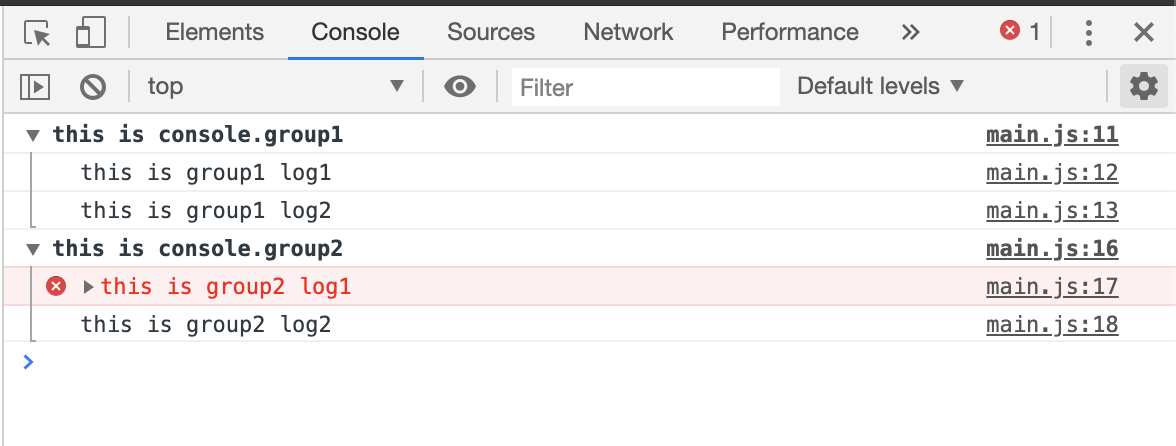 Elements Console Sources Network Performance » 1
top Filter Default levels
this is console.group1 main.js:11
this is group1 log1 main.js:12
this is group1 log2 main.js:13
this is console.group2 main.js:16
this is group2 log1 main.js:17
this is group2 log2 main.js:18